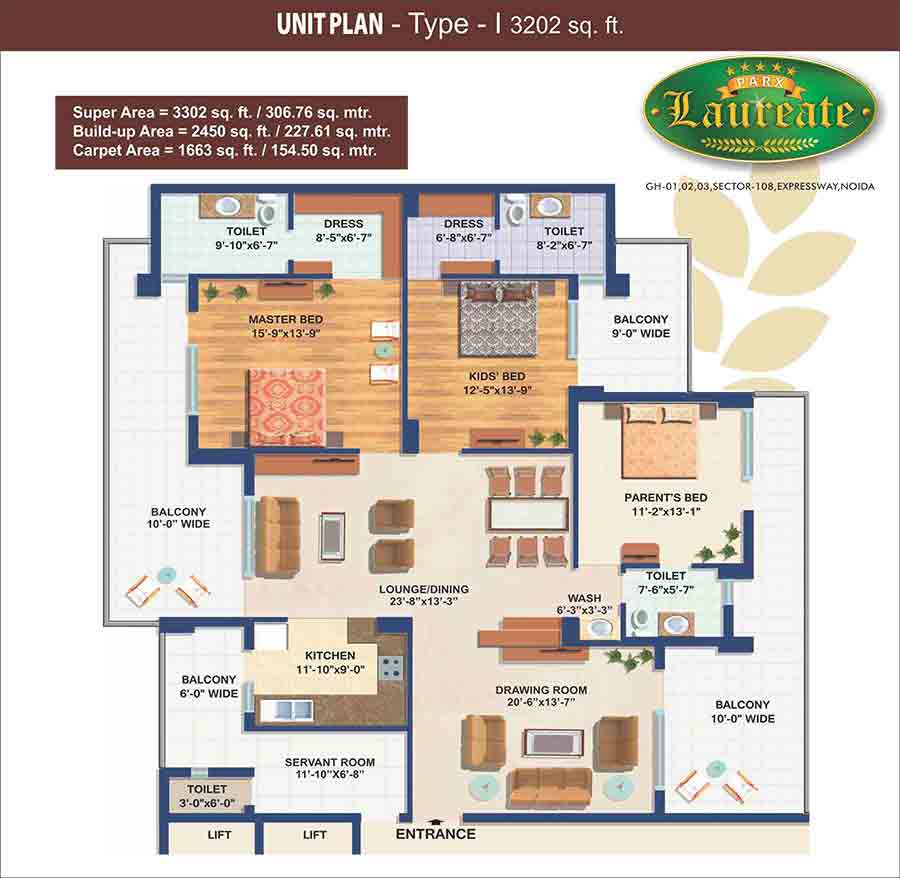 UNIT PLAN - Type - I 3202 sq. ft.
Super Area = 3302 sq. ft. / 306.76 sq. mtr.
Build-up Area = 2450 sq. ft. / 227.61 sq. mtr.
Carpet Area = 1663 sq. ft. / 154.50 sq. mtr.
PARX
Laureate
GH-01,02,03,SECTOR-108,EXPRESSWAY,NOIDA
TOILET
9'-10"x6'-7"
DRESS
8'-5"x6'-7"
DRESS
6'-8"x6'-7"
TOILET
8'-2"x6'-7"
MASTER BED
15'-9"x13'-9"
KIDS' BED
12'-5"x13'-9"
BALCONY
9'-0" WIDE
PARENT'S BED
11'-2"x13'-1"
BALCONY
10'-0" WIDE
LOUNGE/DINING
23'-8"x13'-3"
WASH
6'-3"x3'-3"
TOILET
7'-6"x5'-7"
KITCHEN
11'-10"x9'-0"
BALCONY
6'-0" WIDE
DRAWING ROOM
20'-6"x13'-7"
BALCONY
10'-0" WIDE
SERVANT ROOM
11'-10"X6'-8"
TOILET
3'-0"x6'-0"
LIFT
LIFT
ENTRANCE